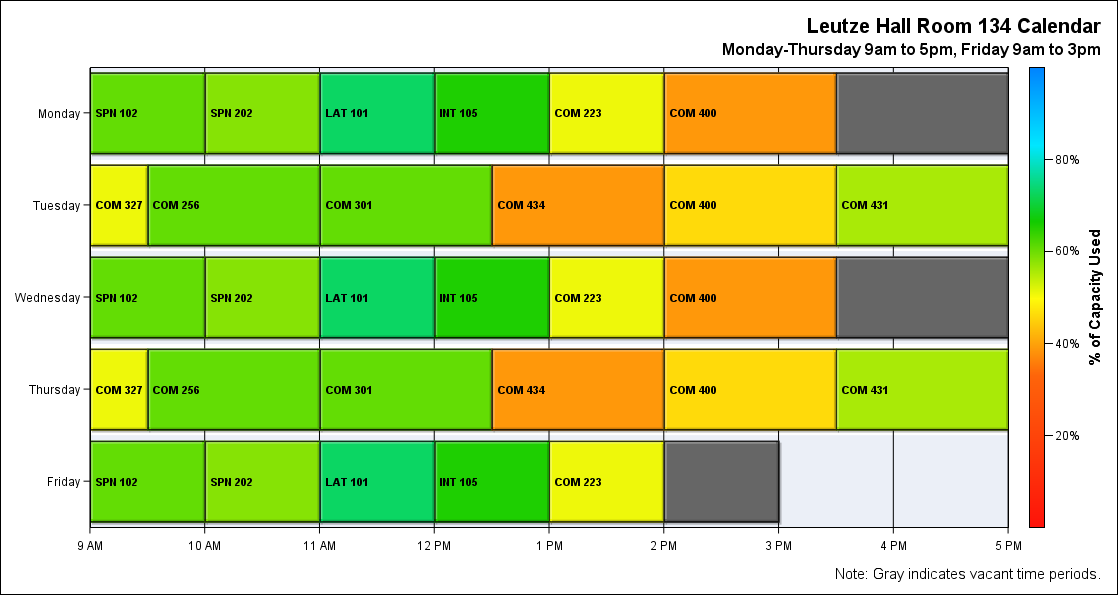 Leutze Hall Room 134 Calendar
Monday-Thursday 9am to 5pm, Friday 9am to 3pm
Monday
SPN 102
SPN 202
LAT 101
INT 105
COM 223
COM 400
Tuesday
COM 327
COM 256
COM 301
COM 434
COM 400
COM 431
Wednesday
SPN 102
SPN 202
LAT 101
INT 105
COM 223
COM 400
Thursday
COM 327
COM 256
COM 301
COM 434
COM 400
COM 431
Friday
SPN 102
SPN 202
LAT 101
INT 105
COM 223
9 AM
10 AM
11 AM
12 PM
1 PM
2 PM
3 PM
4 PM
5 PM
80%
60%
40%
20%
% of Capacity Used
Note: Gray indicates vacant time periods.